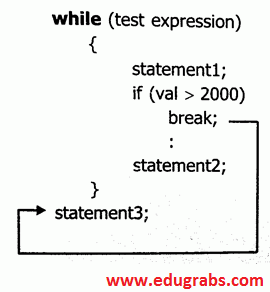 while (test expression)
{
statement1;
if (val > 2000)
break;
:
statement2;
}
statement3;
www.edugrabs.com